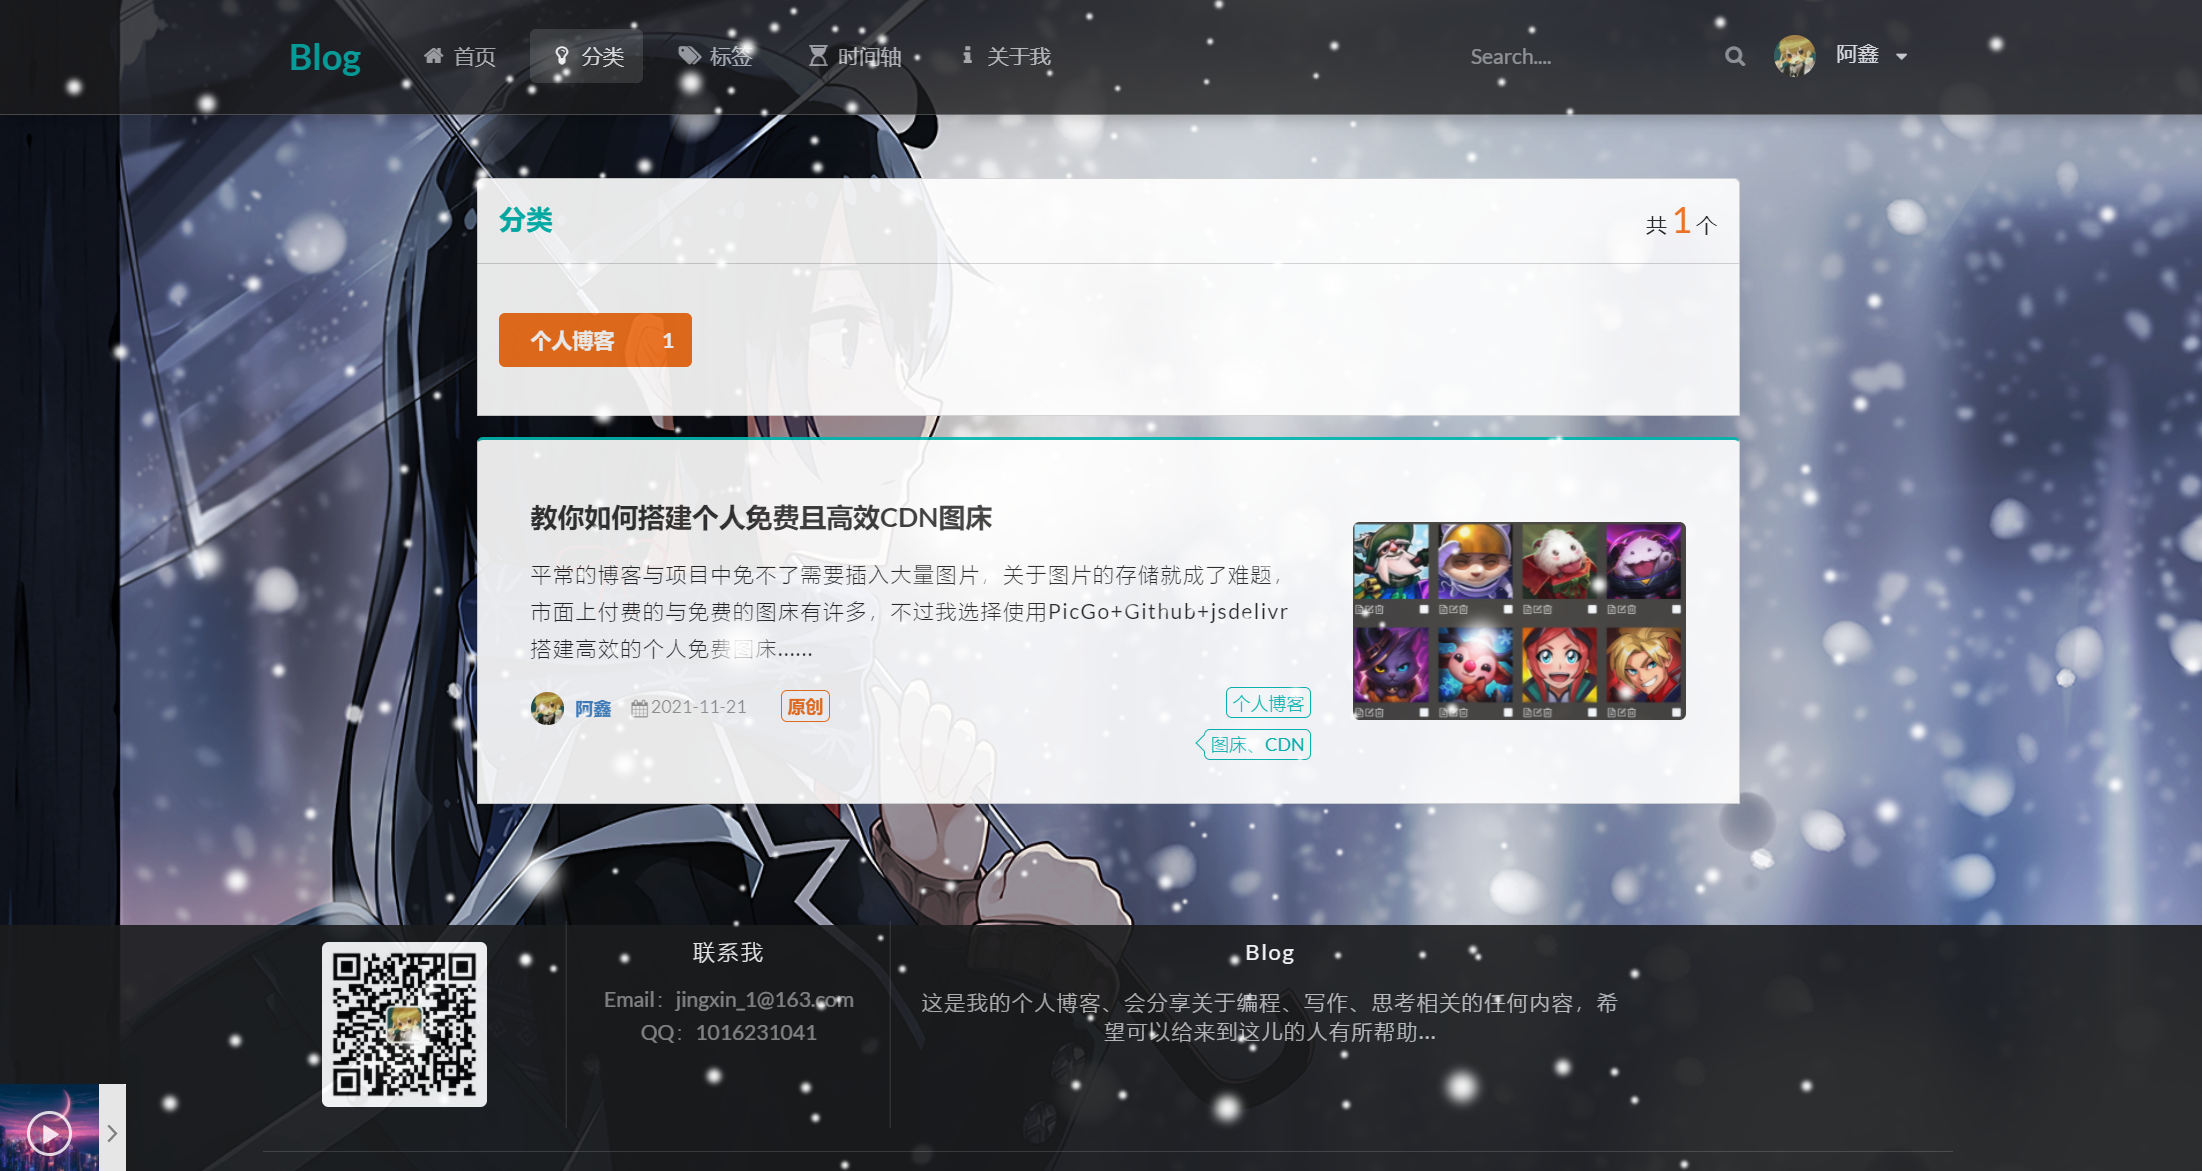 Blog
首页
分类
标签
时间轴
关于我
Search....
阿鑫
分类
共 1 个
个人博客 1
教你如何搭建个人免费且高效CDN图床
平常的博客与项目中免不了需要插入大量图片，关于图片的存储就成了难题，
市面上付费的与免费的图床有许多，不过我选择使用PicGo+Github+jsdelivr
搭建高效的个人免费图床......
阿鑫
2021-11-21
原创
个人博客
图床、CDN
联系我
Email：jingxin_1@163.com
QQ：1016231041
Blog
这是我的个人博客、会分享关于编程、写作、思考相关的任何内容，希
望可以给来到这儿的人有所帮助...